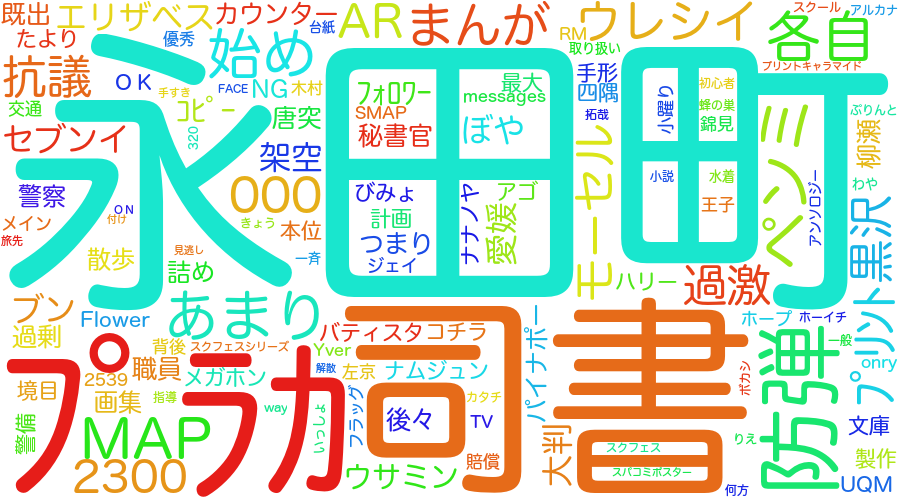 既出
エリザベス
カウンター
台紙
AR
まんが
RM
ウレシイ
スクール
アルカナ
たより
優秀
始め
取り扱い
各自
抗議
OK
FACE
NG
木村
フォロワー
最大
messages
手形
四隅
プリントキャラマイド
手すき
コピー
320
唐突
SMAP
秘書官
ぼや
拓哉
小躍り
初心者
蜂の巣
錦見
ぷりんと
交通
セブンイ
永田町
架空
000
柳瀬
ペンミ
警察
ON
付け
きょう
本位
びみょ
計画
つまり
ジェイ
ナナノヤ
アゴ
愛媛
モーセル
小説
水着
王子
アンソロジー
わや
黒沢
メイン
旅先
散歩
見逃し
詰め
一斉
ハリー
過激
プリント
ブン
過剰
Flower
あまり
バティスタ
コチラ
パイナポー
ホープ
ホーイチ
一般
onry
背後
スクフェスシリーズ
Yver
解散
左京
ナムジュン
フラッグ
プラカ
司書
防弾
境目
2539
職員
メガホン
画集
指導
way
いっしょ
カタチ
後々
TV
ボカシ
警備
MAP
2300
ウサミン
賠償
大判
スクフェス
スパコミポスター
りえ
何方
文庫
製作
UQM